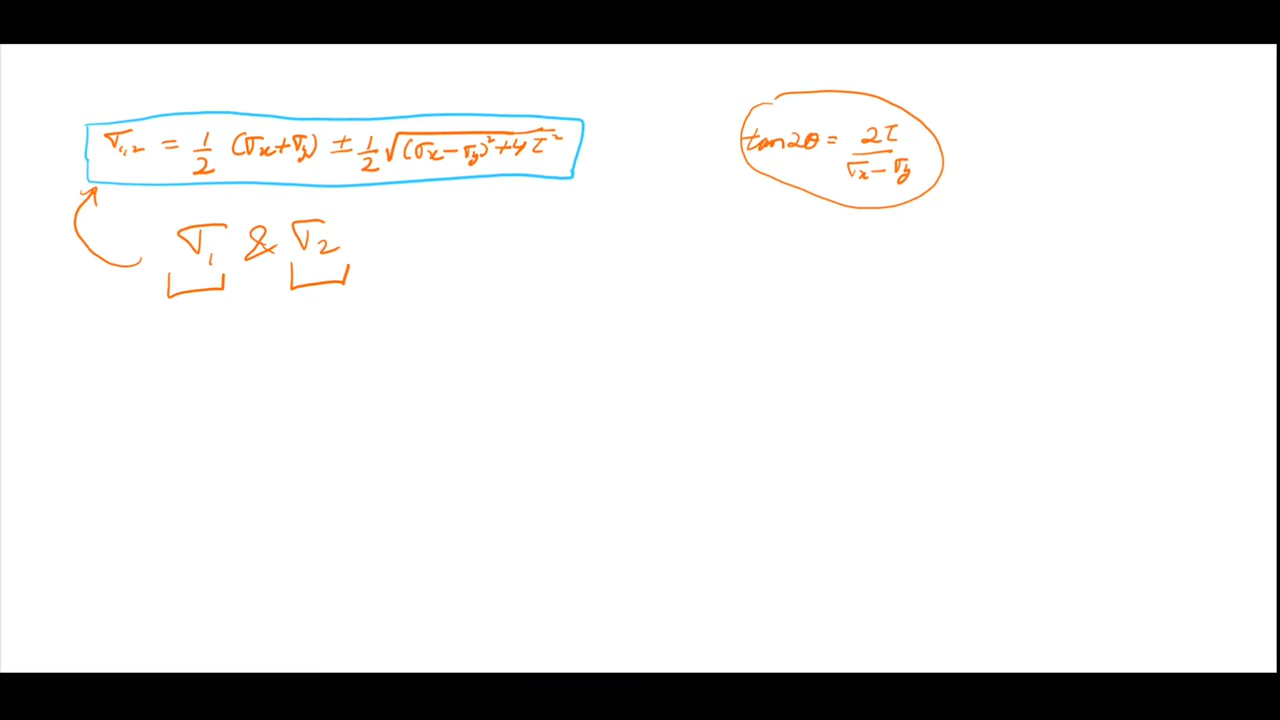 σ₁,₂ = 1/2 (σx+σy) ± 1/2 √((σx−σy)²+4τ²)
tan2θ = 2τ/(σx−σy)
σ₁ & σ₂